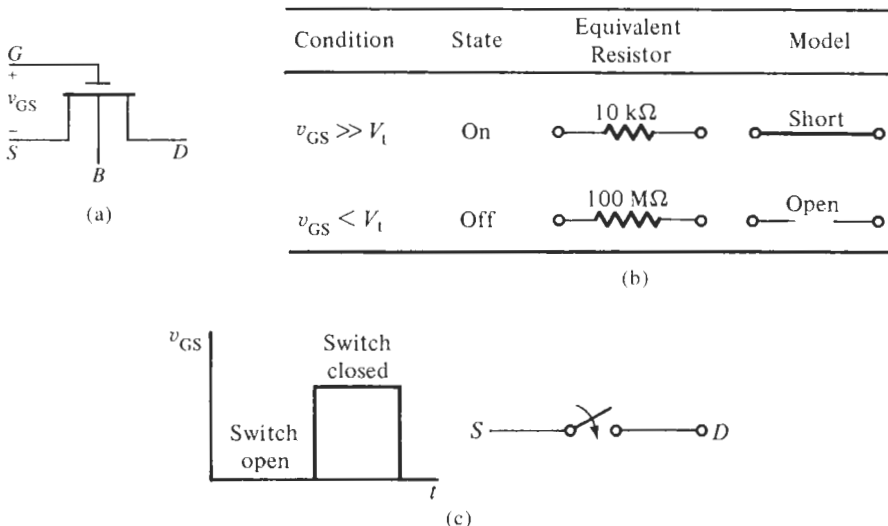 G
+
v_GS
−
S
D
B
(a)
Condition State Equivalent Resistor Model
v_GS >> V_t On 10 kΩ Short
v_GS < V_t Off 100 MΩ Open
(b)
v_GS
Switch
closed
Switch
open
t
S
D
(c)